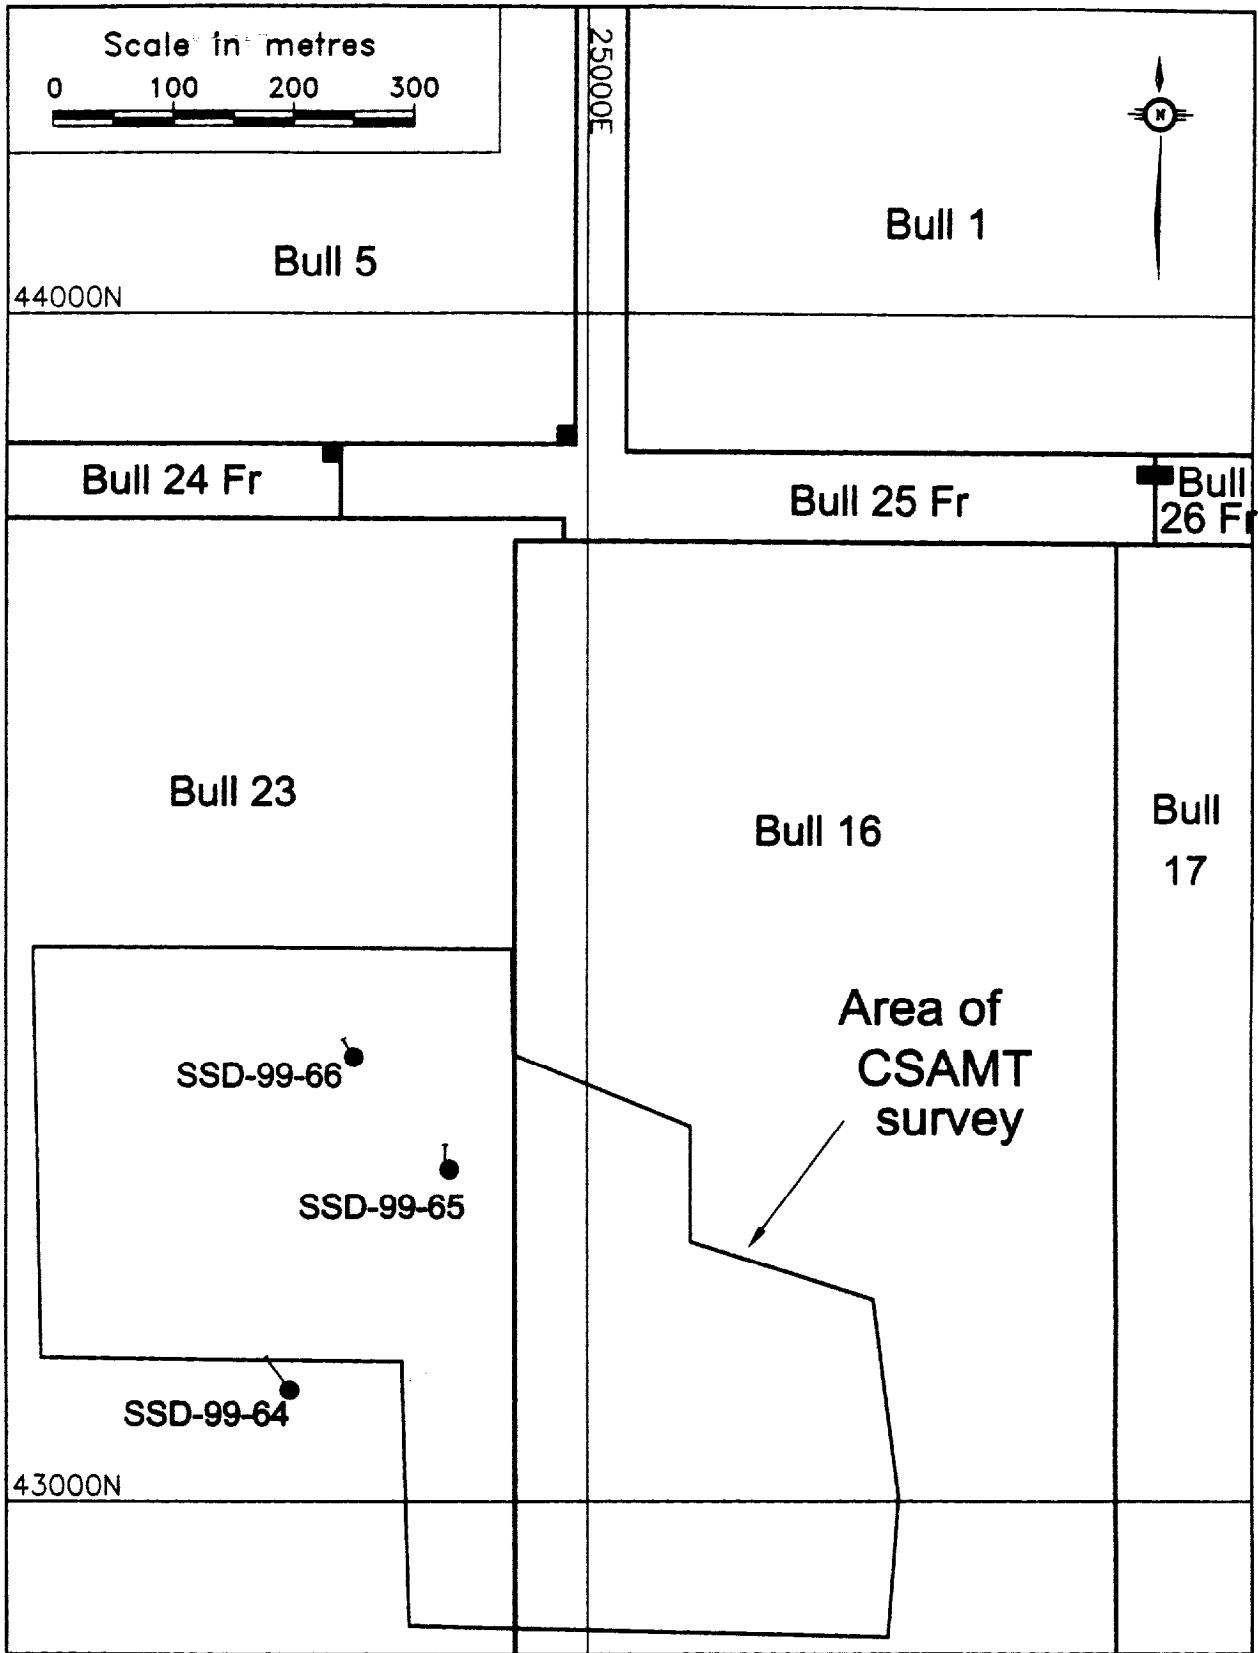 Scale in metres
0 100 200 300
25000E
N
Bull 1
Bull 5
44000N
Bull 24 Fr
Bull 25 Fr
Bull
26 Fr
Bull 23
Bull 16
Bull
17
Area of
CSAMT
survey
SSD-99-66
SSD-99-65
SSD-99-64
43000N